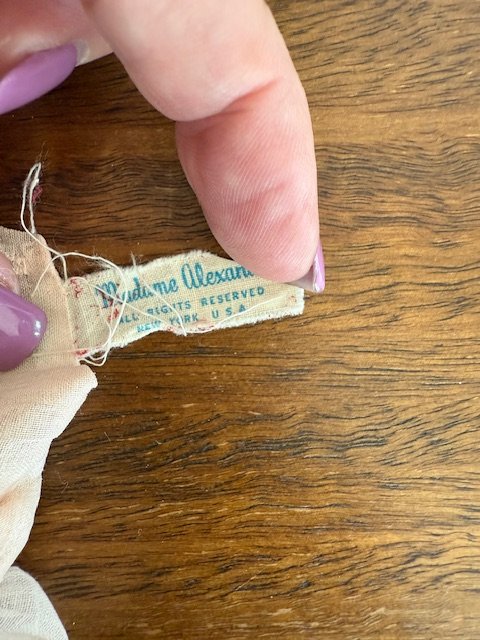 Madame Alexan
ALL RIGHTS RESERVED
NEW YORK U S A